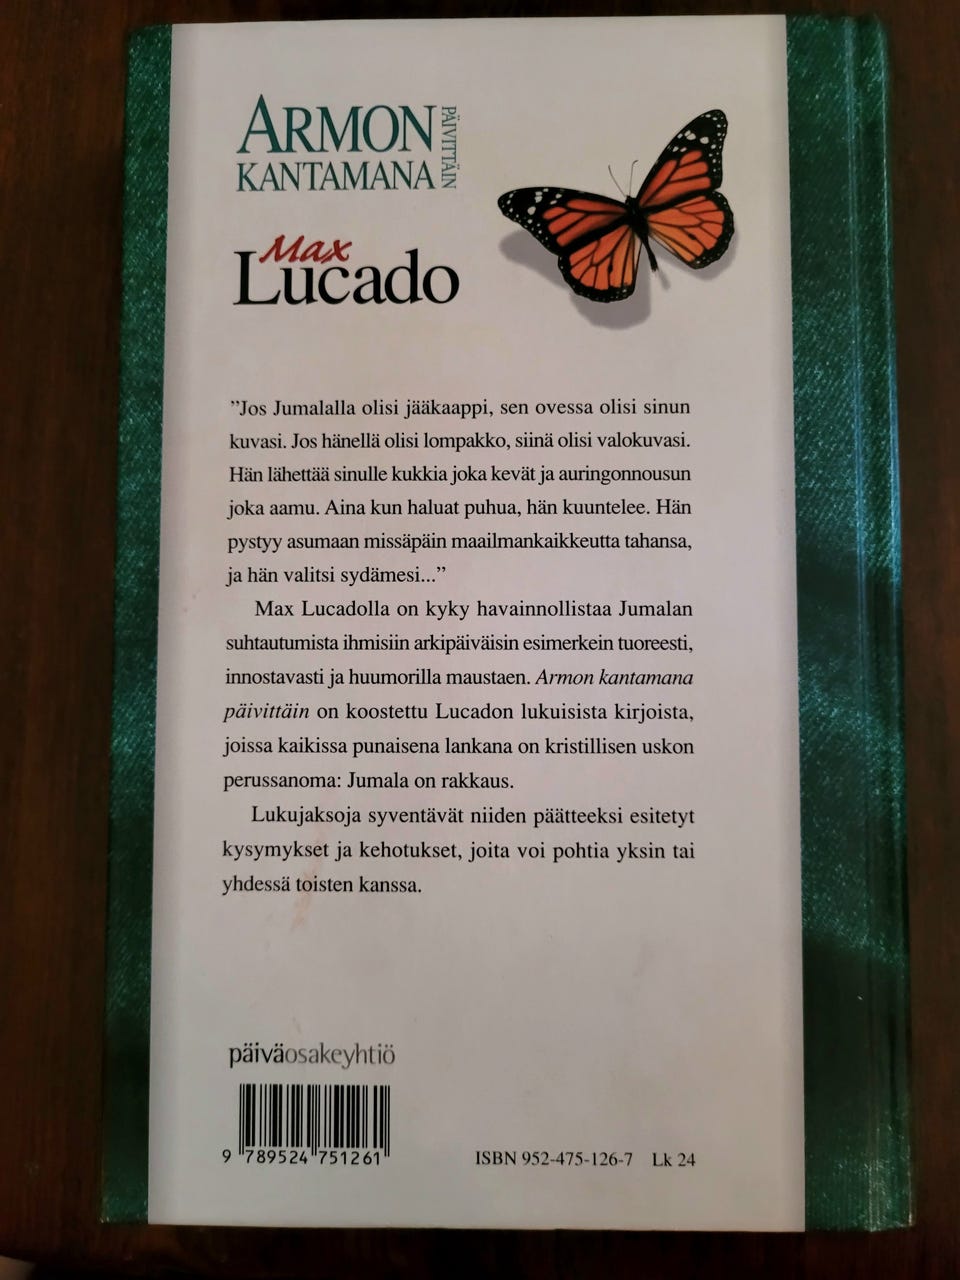 ARMON
KANTAMANA
PÄIVITTÄIN
Max
Lucado
”Jos Jumalalla olisi jääkaappi, sen ovessa olisi sinun
kuvasi. Jos hänellä olisi lompakko, siinä olisi valokuvasi.
Hän lähettää sinulle kukkia joka kevät ja auringonnousun
joka aamu. Aina kun haluat puhua, hän kuuntelee. Hän
pystyy asumaan missäpäin maailmankaikkeutta tahansa,
ja hän valitsi sydämesi...”
Max Lucadolla on kyky havainnollistaa Jumalan
suhtautumista ihmisiin arkipäiväisin esimerkein tuoreesti,
innostavasti ja huumorilla maustaen. Armon kantamana
päivittäin on koostettu Lucadon lukuisista kirjoista,
joissa kaikissa punaisena lankana on kristillisen uskon
perussanoma: Jumala on rakkaus.
Lukujaksoja syventävät niiden päätteeksi esitetyt
kysymykset ja kehotukset, joita voi pohtia yksin tai
yhdessä toisten kanssa.
päiväosakeyhtiö
9 789524 751261
ISBN 952-475-126-7 Lk 24